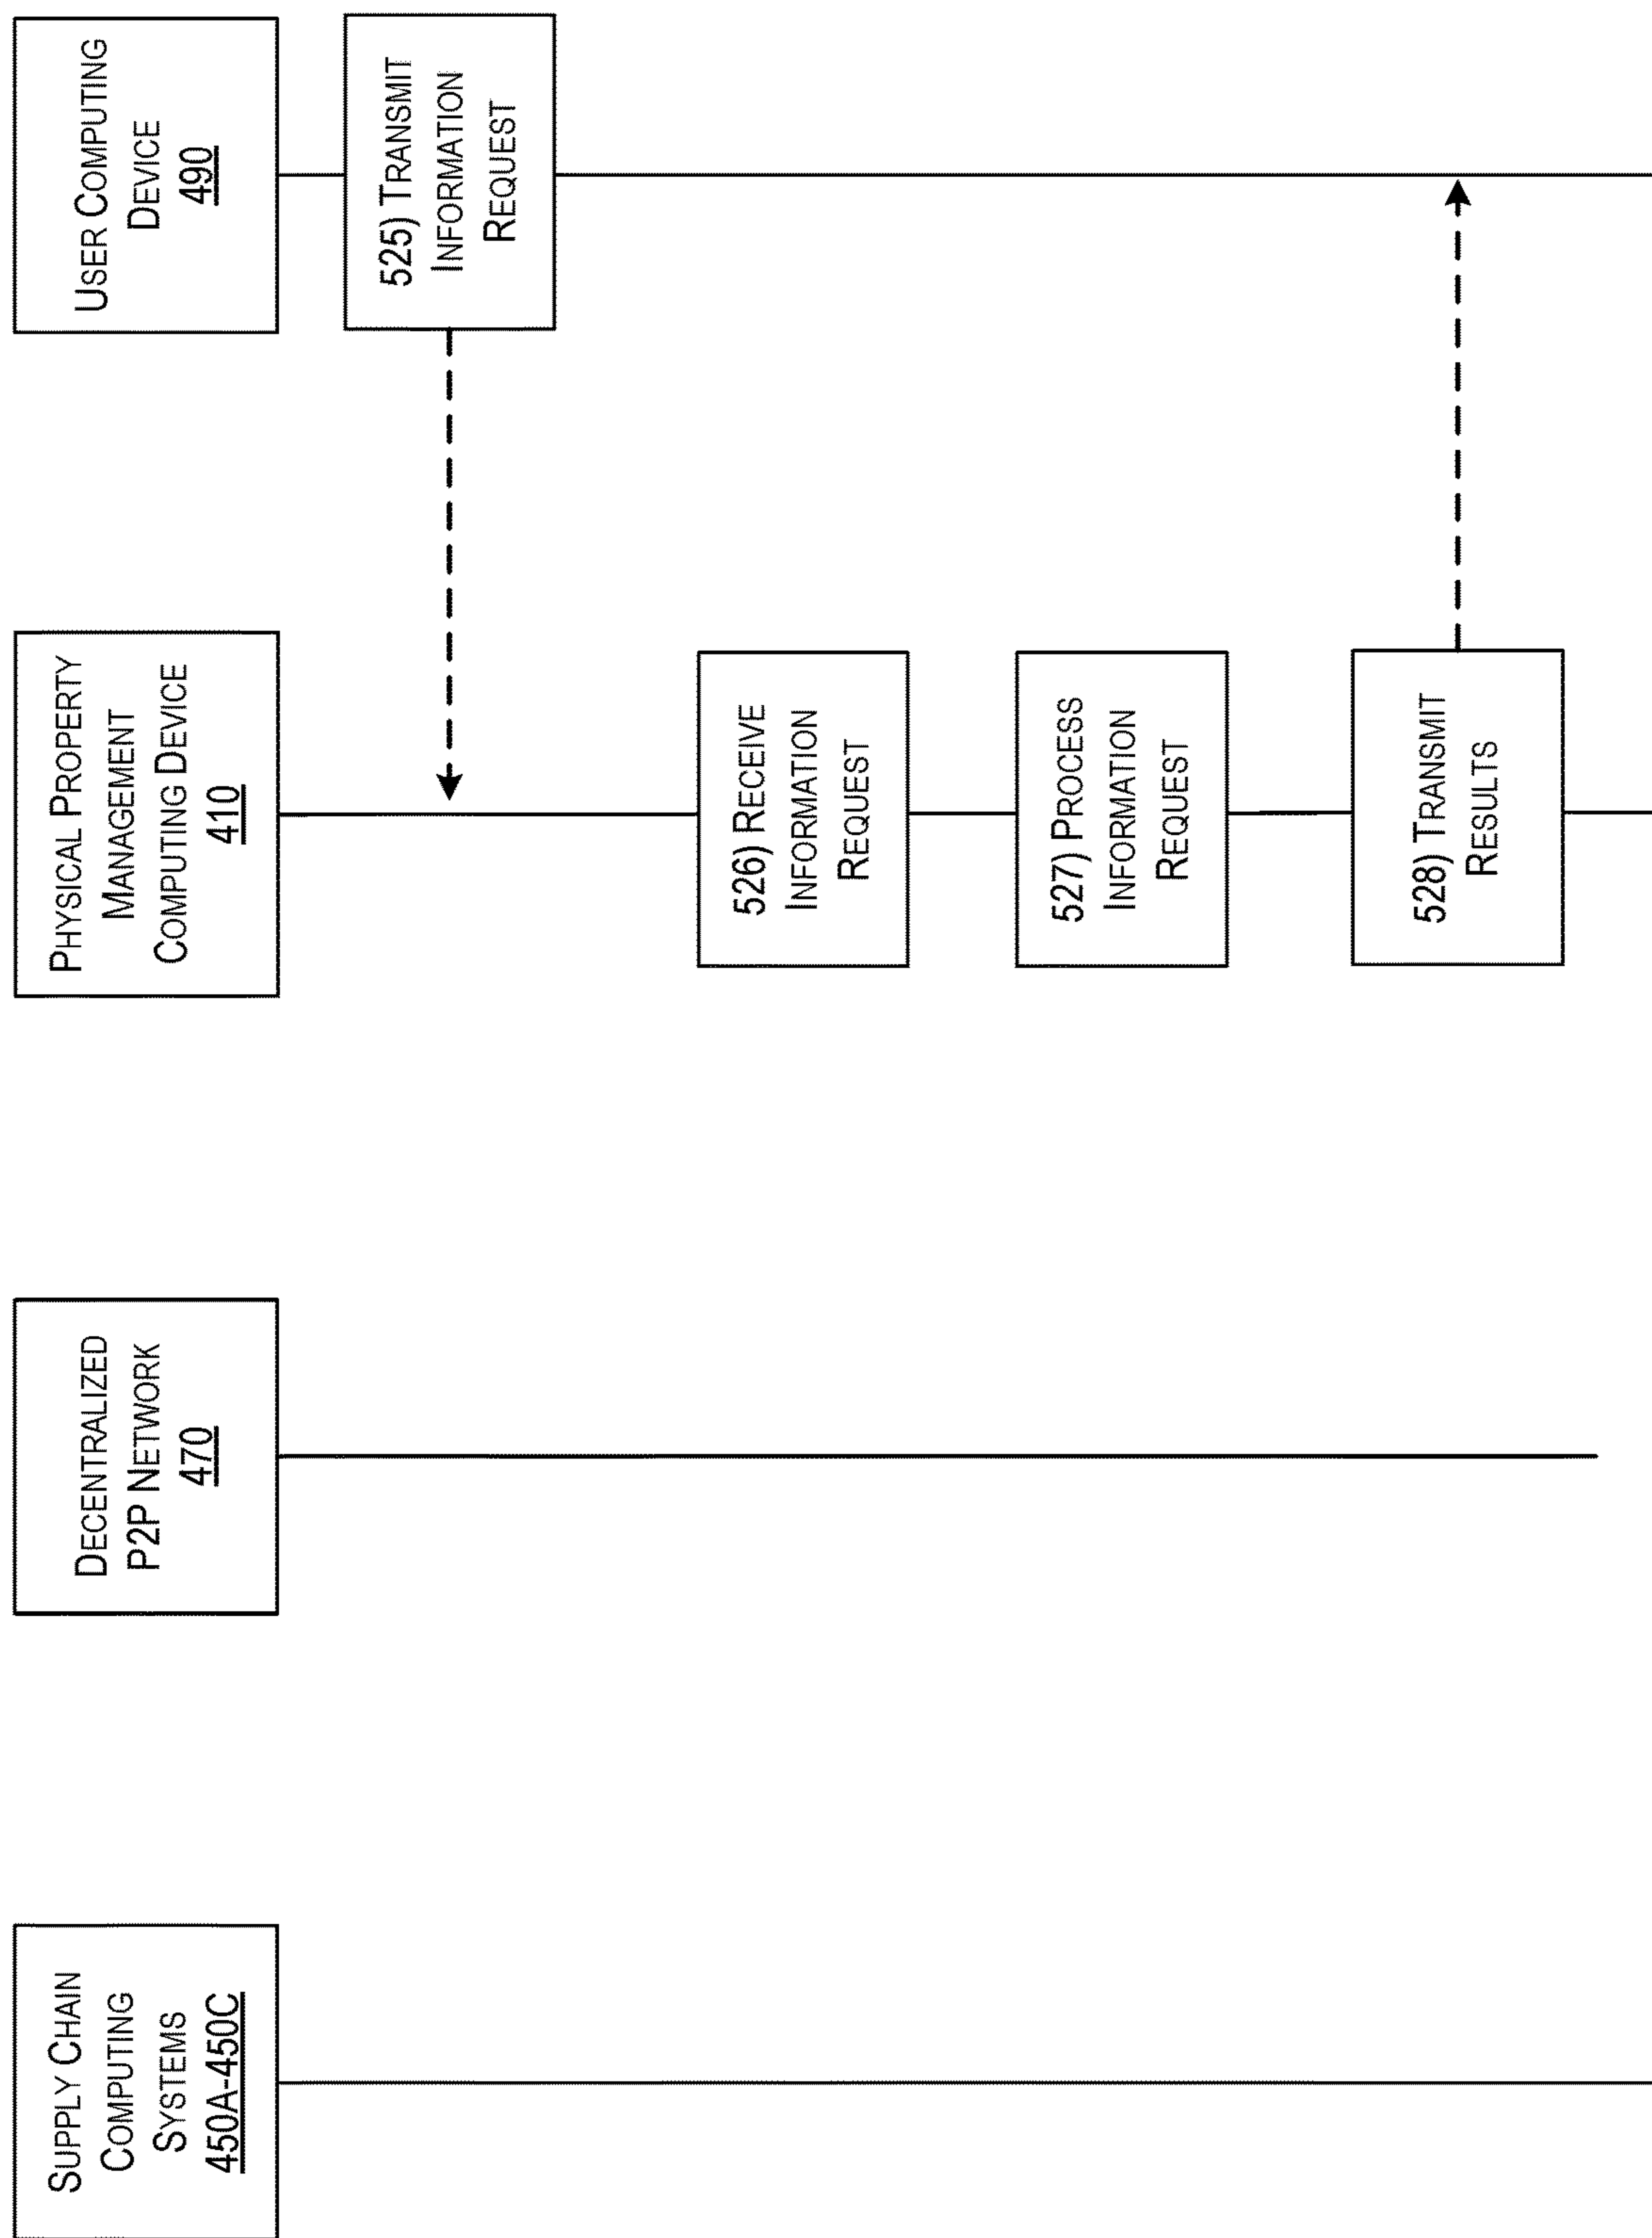 SUPPLY CHAIN
COMPUTING
SYSTEMS
450A-450C
DECENTRALIZED
P2P NETWORK
470
PHYSICAL PROPERTY
MANAGEMENT
COMPUTING DEVICE
410
USER COMPUTING
DEVICE
490
525) TRANSMIT
INFORMATION
REQUEST
526) RECEIVE
INFORMATION
REQUEST
527) PROCESS
INFORMATION
REQUEST
528) TRANSMIT
RESULTS